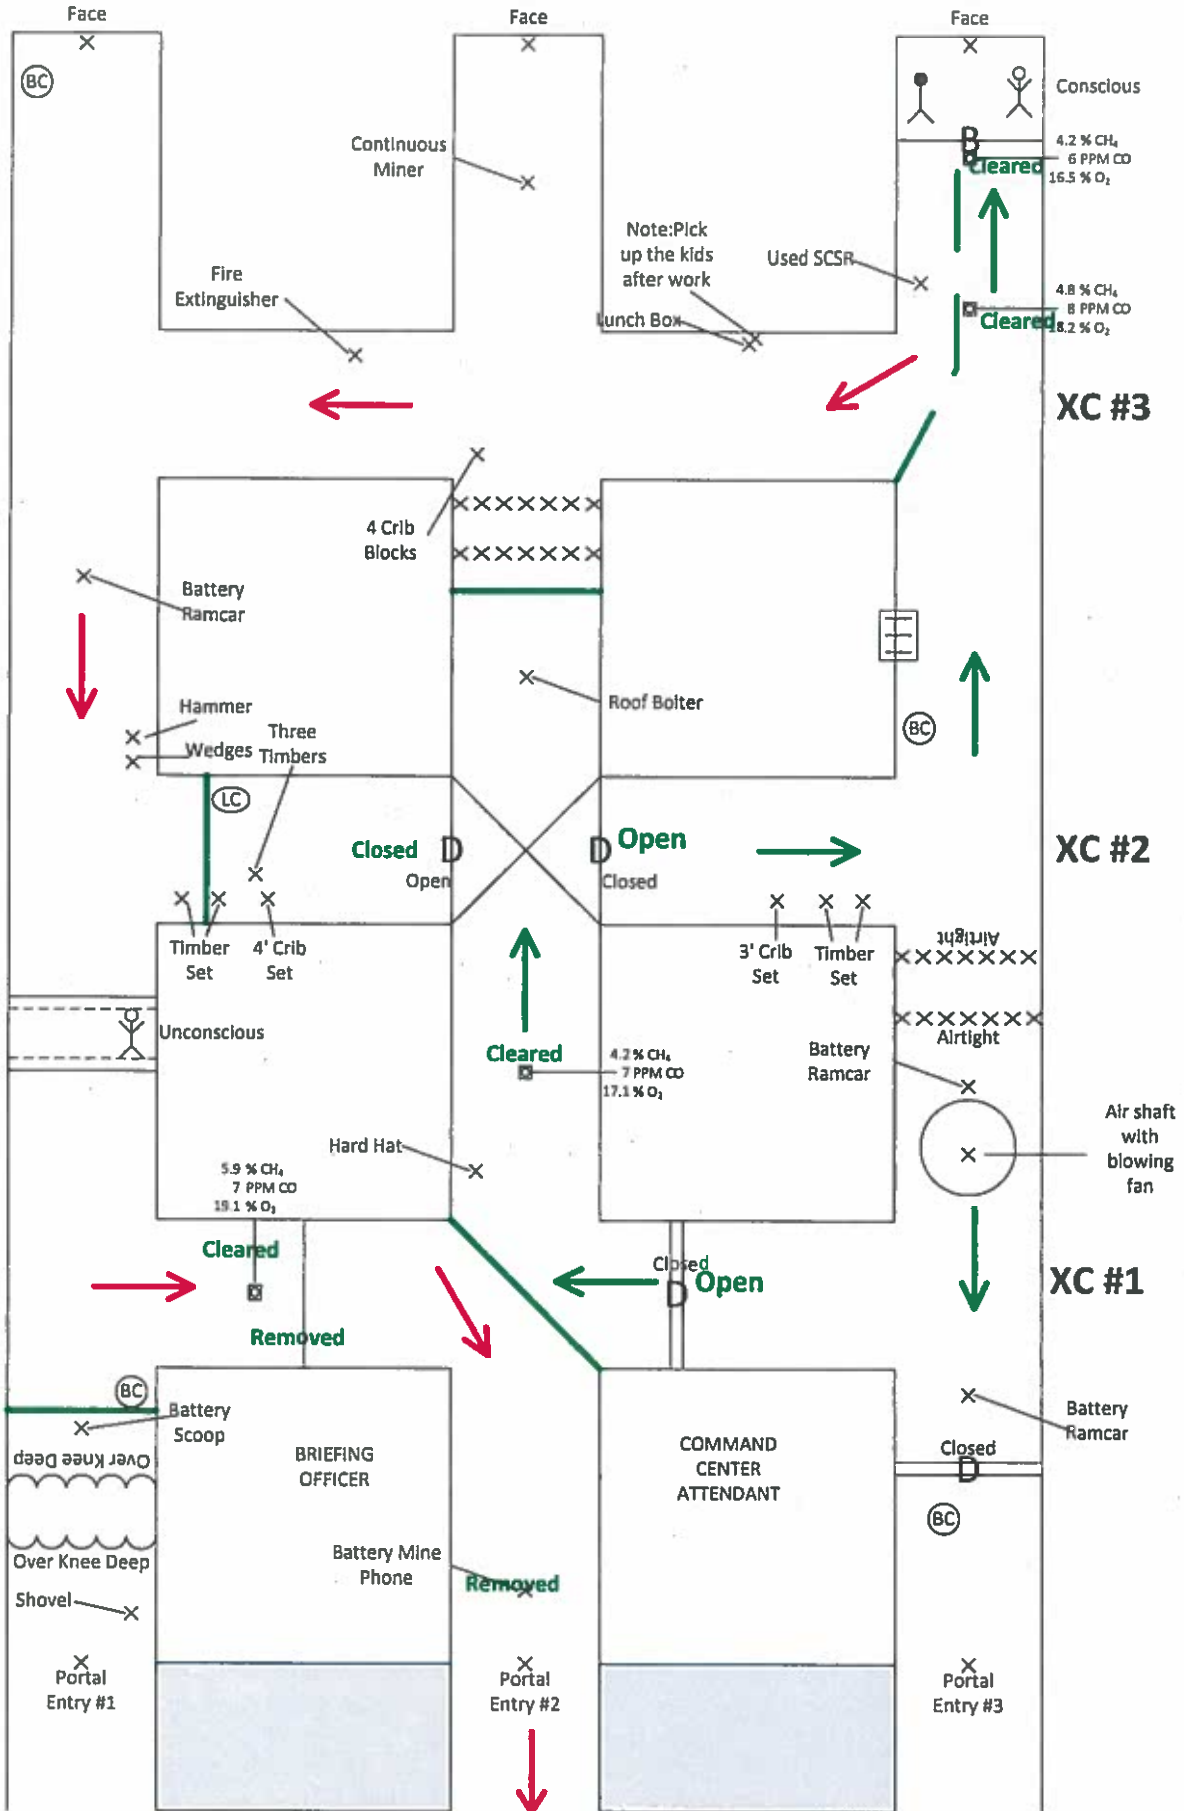 Face
Face
Face
BC
Conscious
Continuous
Miner
B
4.2 % CH₄
6 PPM CO
16.5 % O₂
Cleared
Note:Pick
up the kids
after work
Used SCSR
Fire
Extinguisher
Lunch Box
4.8 % CH₄
8 PPM CO
18.2 % O₂
Cleared
XC #3
4 Crib
Blocks
X X X X X X X
X X X X X X X
Battery
Ramcar
Roof Bolter
Hammer
Wedges
Three
Timbers
BC
LC
Closed
D
Open
D
Open
Closed
XC #2
Timber
Set
4' Crib
Set
3' Crib
Set
Timber
Set
Airtight
X X X X X X X
X X X X X X X
Airtight
Unconscious
Cleared
4.2 % CH₄
7 PPM CO
17.1 % O₂
Battery
Ramcar
Air shaft
with
blowing
fan
Hard Hat
5.9 % CH₄
7 PPM CO
19.1 % O₂
Cleared
Closed
D
Open
XC #1
Removed
BC
Battery
Scoop
Over Knee Deep
Over Knee Deep
BRIEFING
OFFICER
COMMAND
CENTER
ATTENDANT
Battery
Ramcar
Closed
D
BC
Battery Mine
Phone
Removed
Shovel
Portal
Entry #1
Portal
Entry #2
Portal
Entry #3